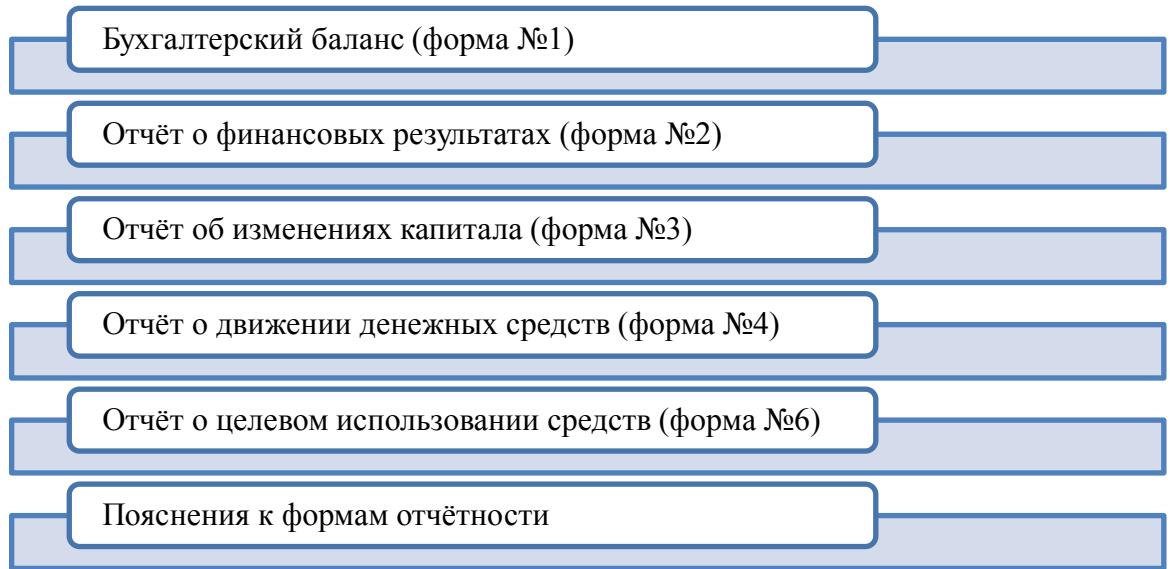 Бухгалтерский баланс (форма №1)
Отчёт о финансовых результатах (форма №2)
Отчёт об изменениях капитала (форма №3)
Отчёт о движении денежных средств (форма №4)
Отчёт о целевом использовании средств (форма №6)
Пояснения к формам отчётности